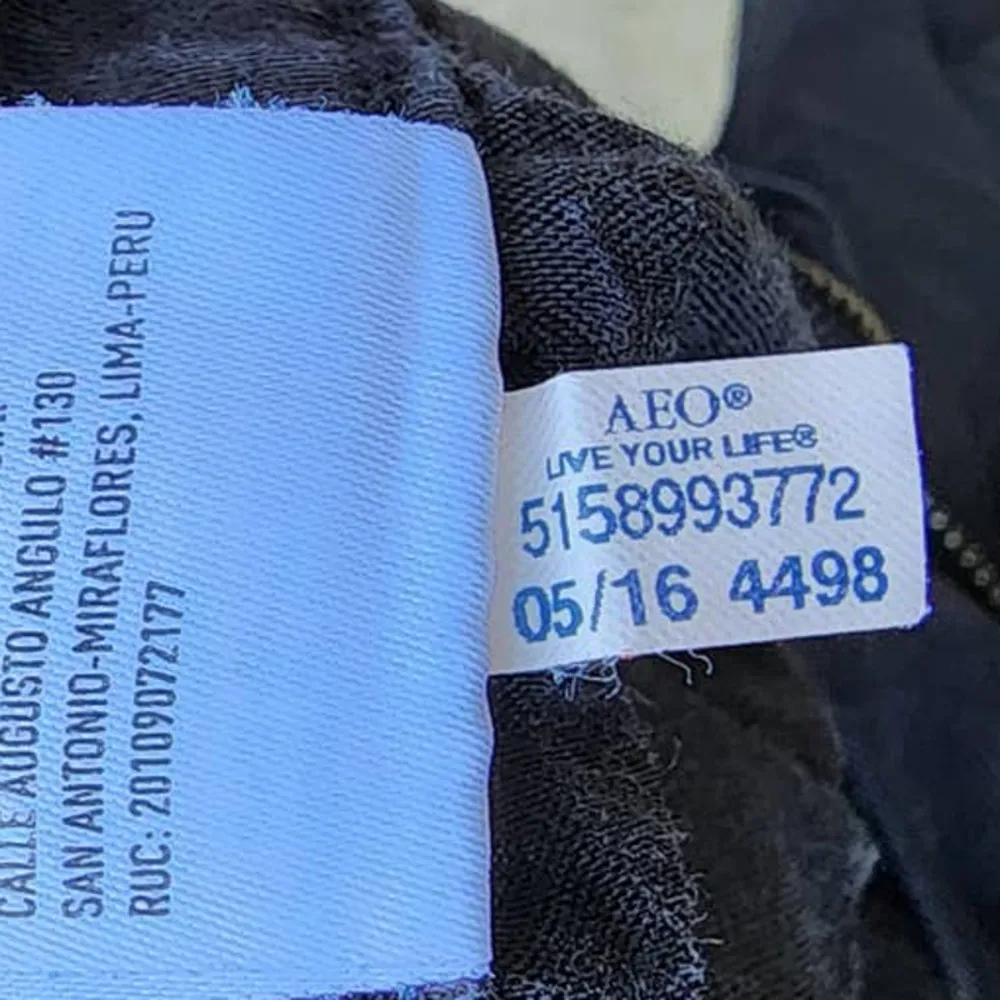 CALLE AUGUSTO ANGULO #130
SAN ANTONIO-MIRAFLORES, LIMA-PERU
RUC: 20109072177
AEO®
LIVE YOUR LIFE®
5158993772
05/16 4498